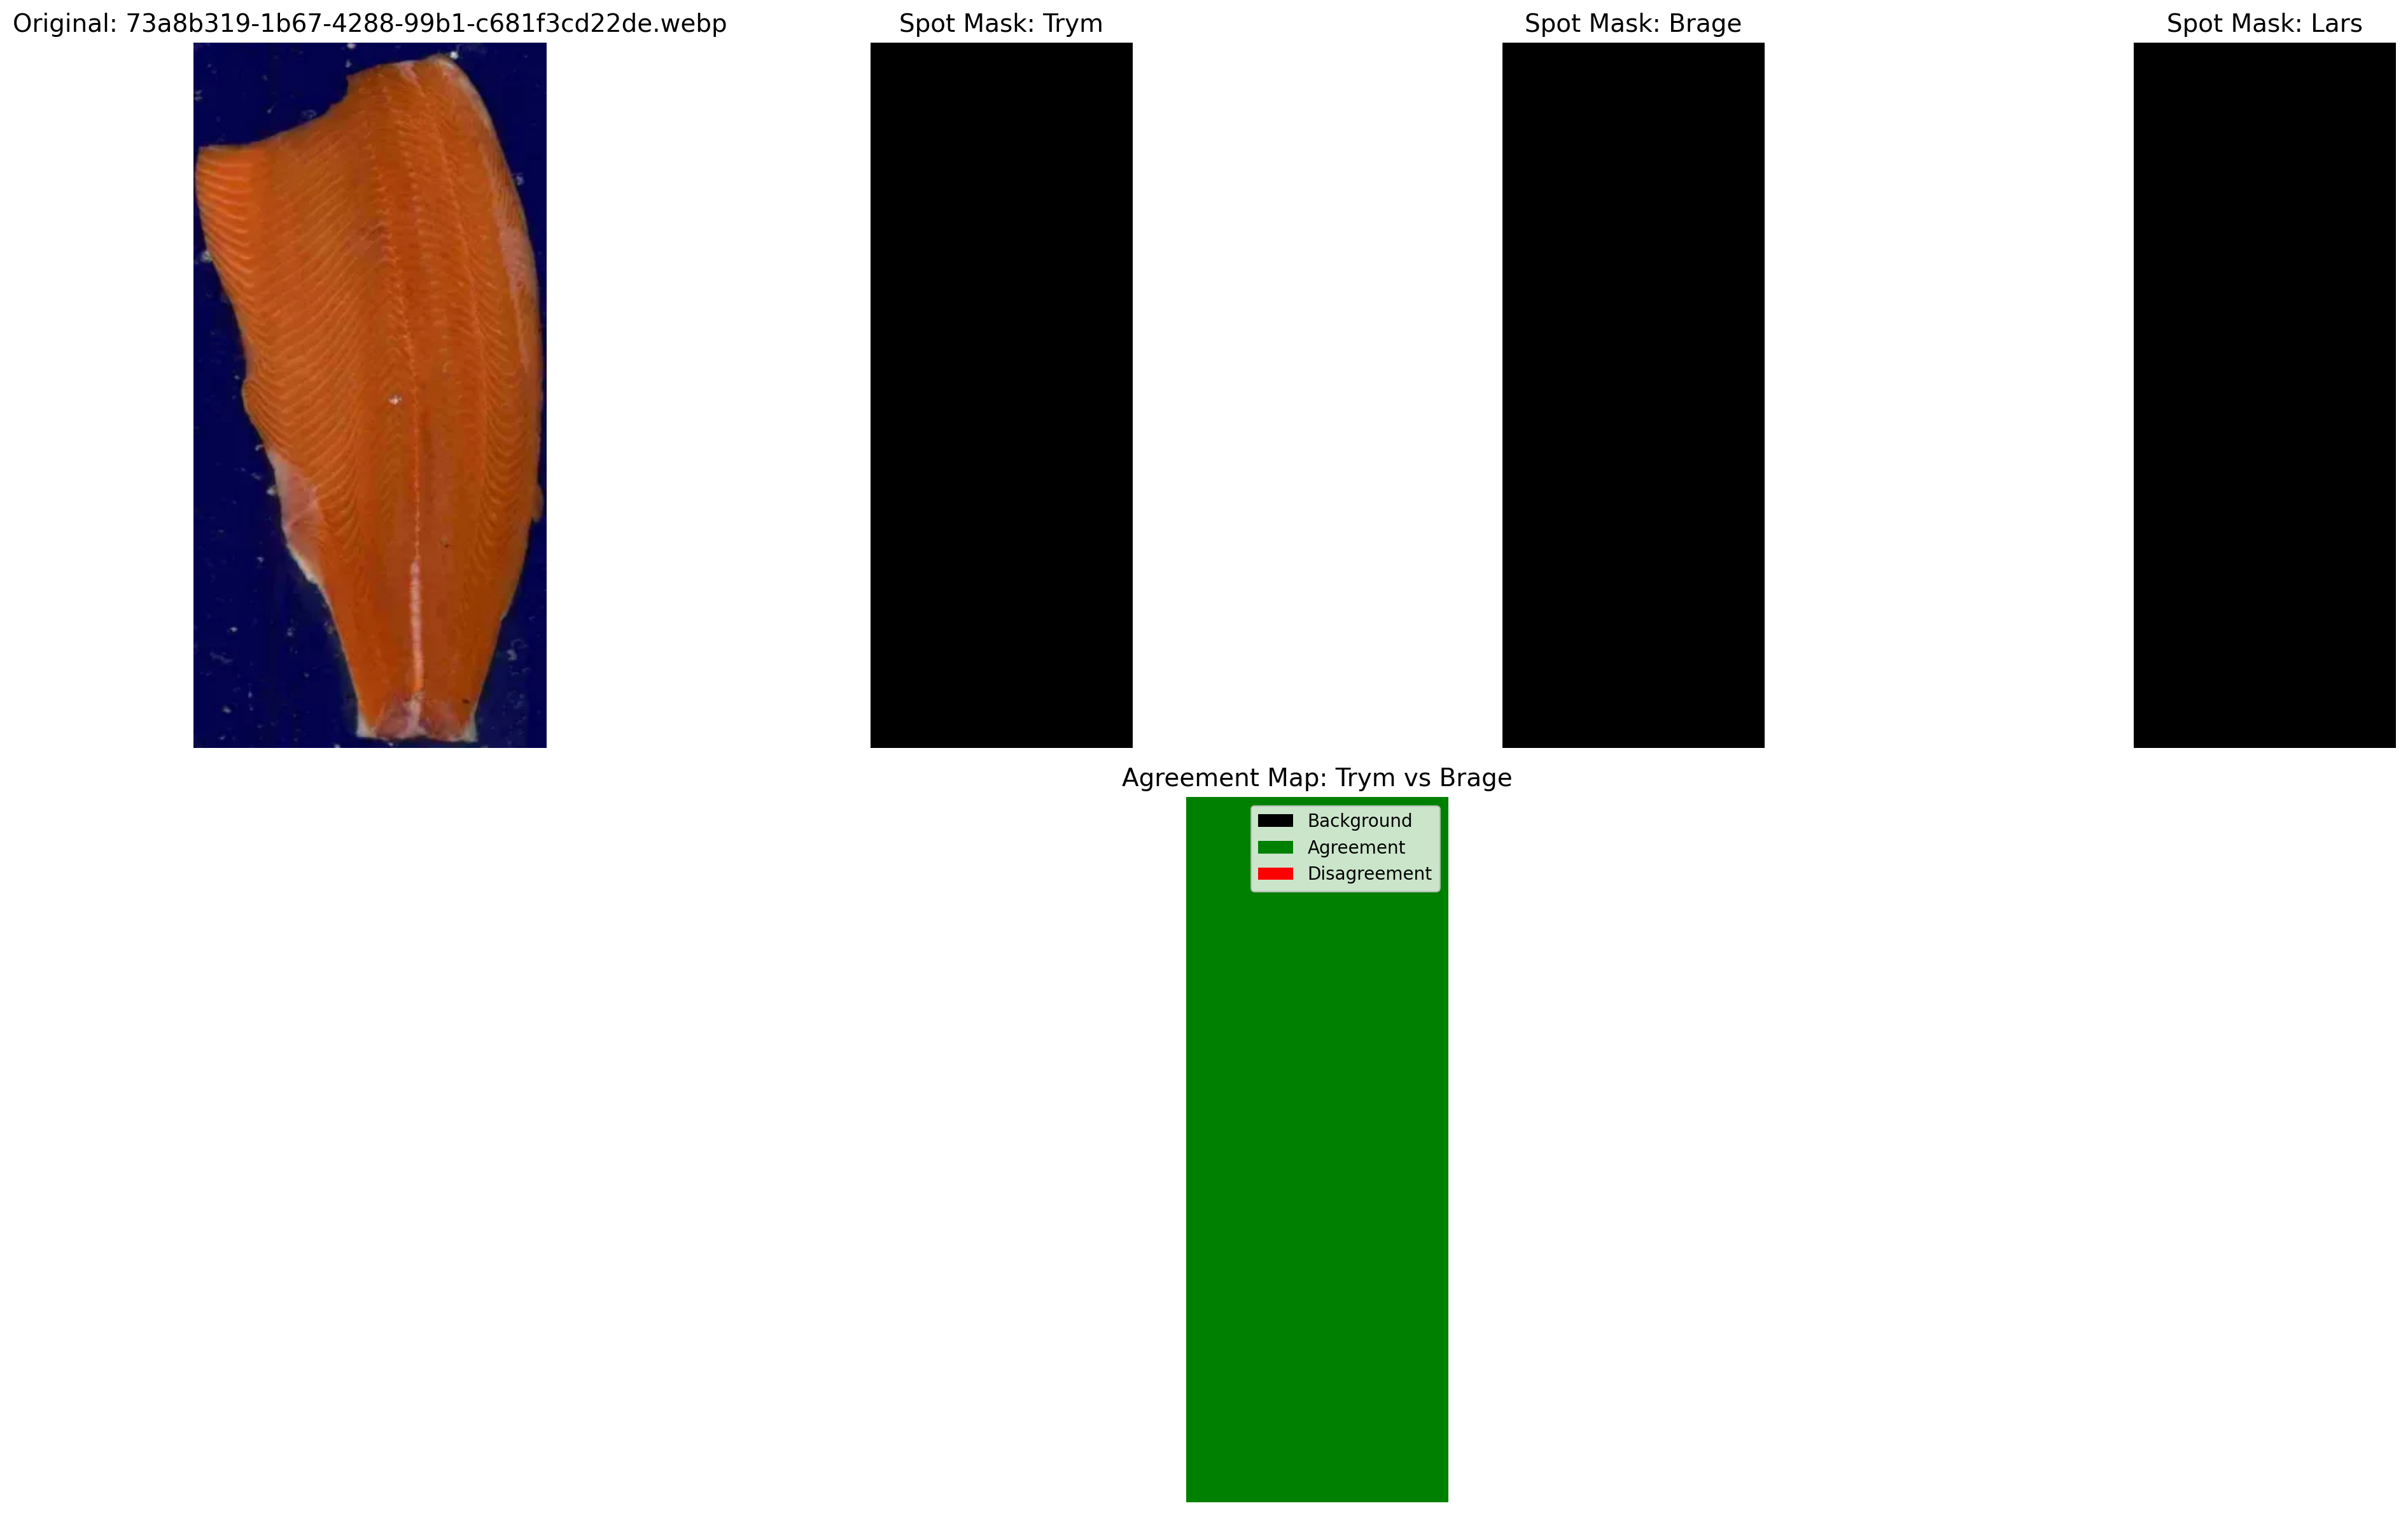 Original: 73a8b319-1b67-4288-99b1-c681f3cd22de.webp
Spot Mask: Trym
Spot Mask: Brage
Spot Mask: Lars
Agreement Map: Trym vs Brage
Background
Agreement
Disagreement